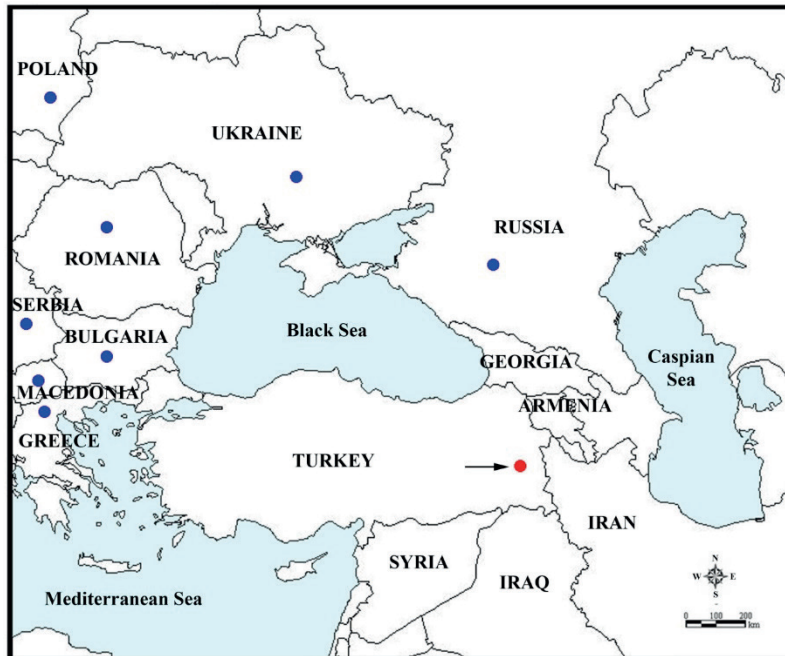 POLAND
UKRAINE
RUSSIA
ROMANIA
SERBIA
BULGARIA
Black Sea
GEORGIA
Caspian
Sea
MACEDONIA
ARMENIA
GREECE
TURKEY
IRAN
SYRIA
IRAQ
Mediterranean Sea
N
W E
S
0 100 200
km